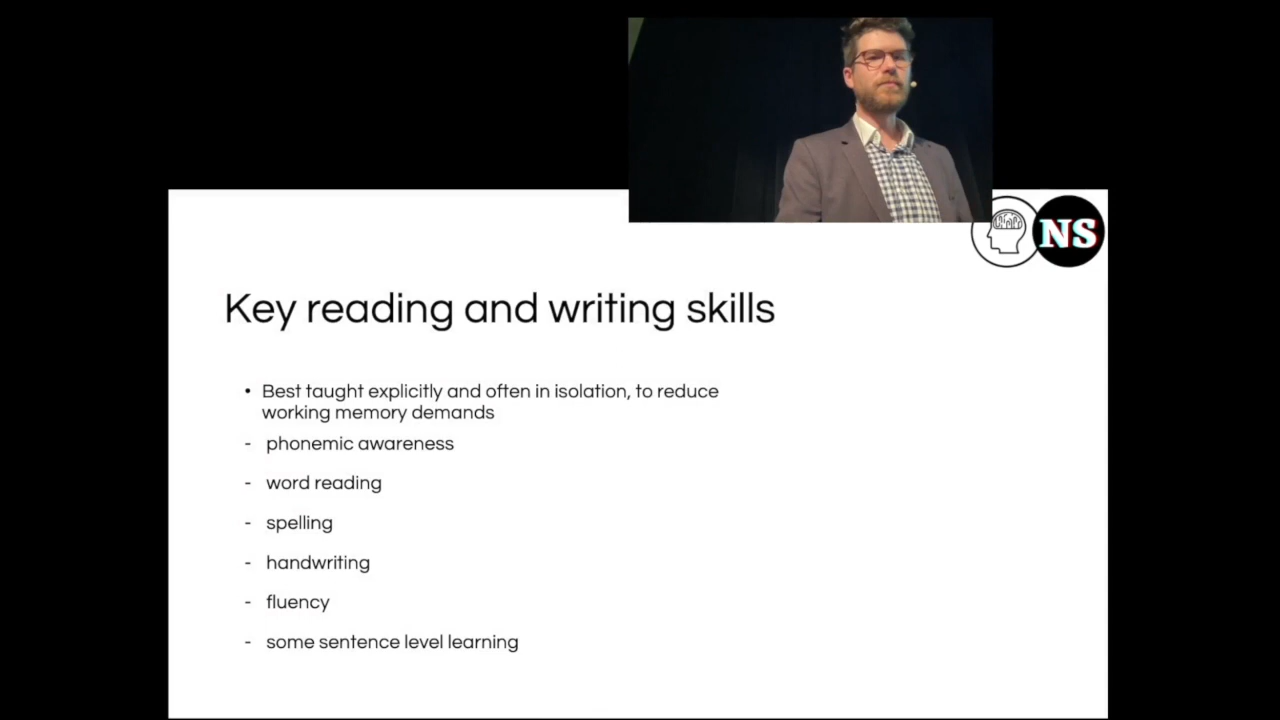 NS
Key reading and writing skills
• Best taught explicitly and often in isolation, to reduce
working memory demands
- phonemic awareness
- word reading
- spelling
- handwriting
- fluency
- some sentence level learning